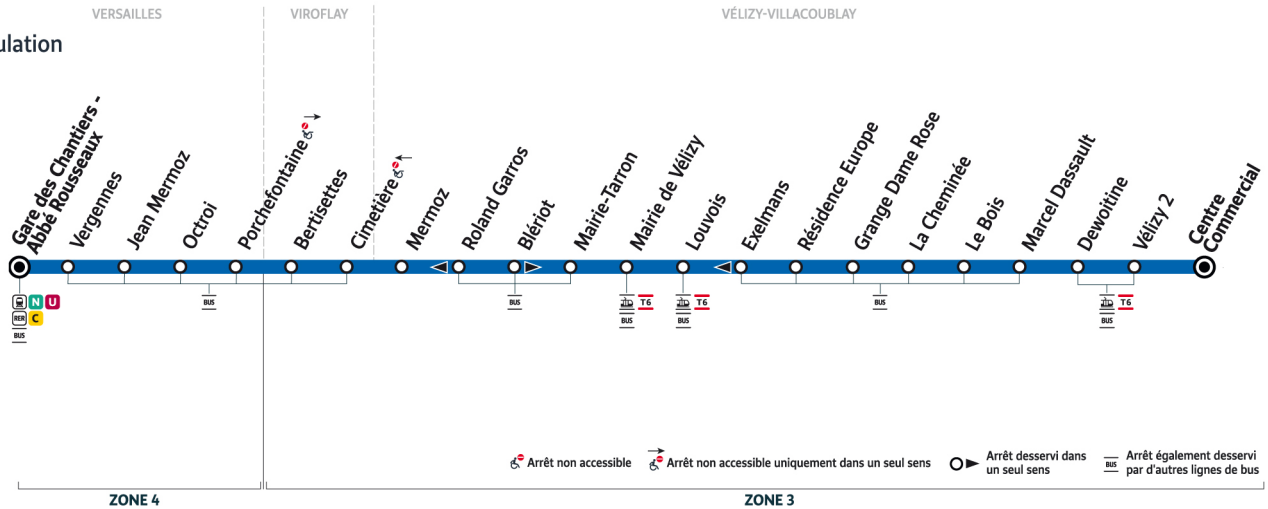 VERSAILLES
VIROFLAY
VÉLIZY-VILLACOUBLAY
ulation
Gare des Chantiers -
Abbé Rousseaux
Vergennes
Jean Mermoz
Octroi
Porchefontaine
Bertisettes
Cimetière
Mermoz
Roland Garros
Blériot
Mairie-Tarron
Mairie de Vélizy
Louvois
Exelmans
Résidence Europe
Grange Dame Rose
La Cheminée
Le Bois
Marcel Dassault
Dewoitine
Vélizy 2
Centre
Commercial
N U
RER C
BUS
BUS
BUS
T6
BUS
T6
BUS
BUS
T6
BUS
Arrêt non accessible
Arrêt non accessible uniquement dans un seul sens
Arrêt desservi dans
un seul sens
BUS
Arrêt également desservi
par d'autres lignes de bus
ZONE 4
ZONE 3